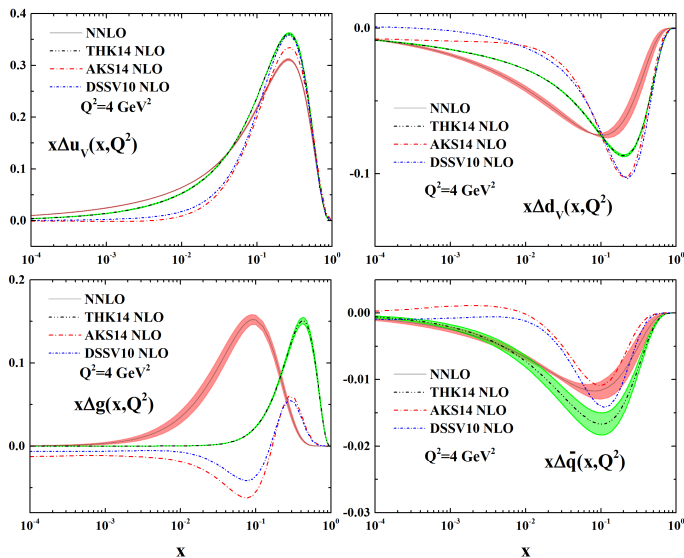 NNLO
THK14 NLO
AKS14 NLO
DSSV10 NLO
Q²=4 GeV²
xΔu_V(x,Q²)
0.4
0.3
0.2
0.1
0.0
10⁻⁴ 10⁻³ 10⁻² 10⁻¹ 10⁰
0.0
-0.1
NNLO
THK14 NLO
AKS14 NLO
DSSV10 NLO
Q²=4 GeV²
xΔd_V(x,Q²)
10⁻⁴ 10⁻³ 10⁻² 10⁻¹ 10⁰
NNLO
THK14 NLO
AKS14 NLO
DSSV10 NLO
Q²=4 GeV²
xΔg(x,Q²)
0.2
0.1
0.0
10⁻⁴ 10⁻³ 10⁻² 10⁻¹ 10⁰
x
0.00
-0.01
-0.02
-0.03
NNLO
THK14 NLO
AKS14 NLO
DSSV10 NLO
Q²=4 GeV²
xΔq̄(x,Q²)
10⁻⁴ 10⁻³ 10⁻² 10⁻¹ 10⁰
x